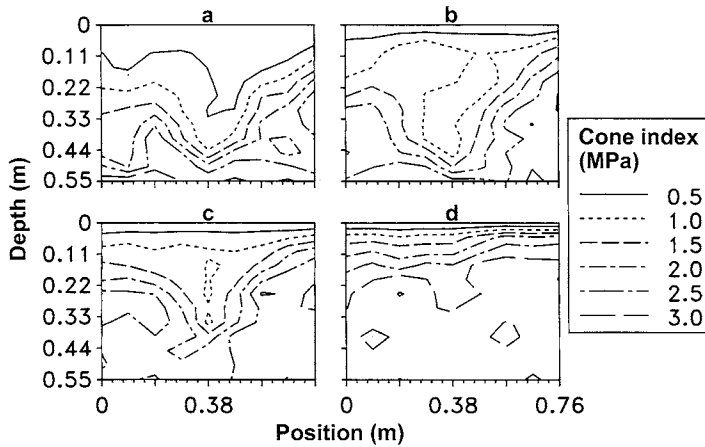 a
b
0
0.11
0.22
0.33
0.44
0.55
c
d
0
0.11
0.22
0.33
0.44
0.55
Depth (m)
0
0.38
0
0.38
0.76
Position (m)
Cone index
(MPa)
0.5
1.0
1.5
2.0
2.5
3.0